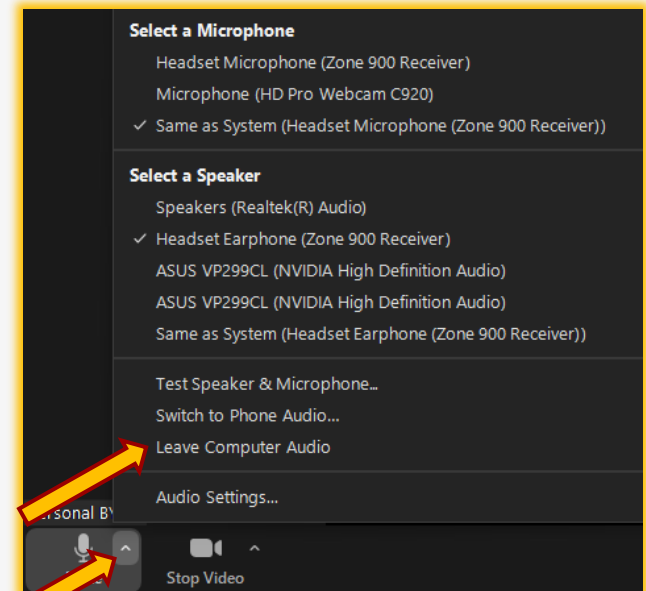 Select a Microphone
Headset Microphone (Zone 900 Receiver)
Microphone (HD Pro Webcam C920)
Same as System (Headset Microphone (Zone 900 Receiver))
Select a Speaker
Speakers (Realtek(R) Audio)
Headset Earphone (Zone 900 Receiver)
ASUS VP299CL (NVIDIA High Definition Audio)
ASUS VP299CL (NVIDIA High Definition Audio)
Same as System (Headset Earphone (Zone 900 Receiver))
Test Speaker & Microphone...
Switch to Phone Audio...
Leave Computer Audio
Audio Settings...
Stop Video